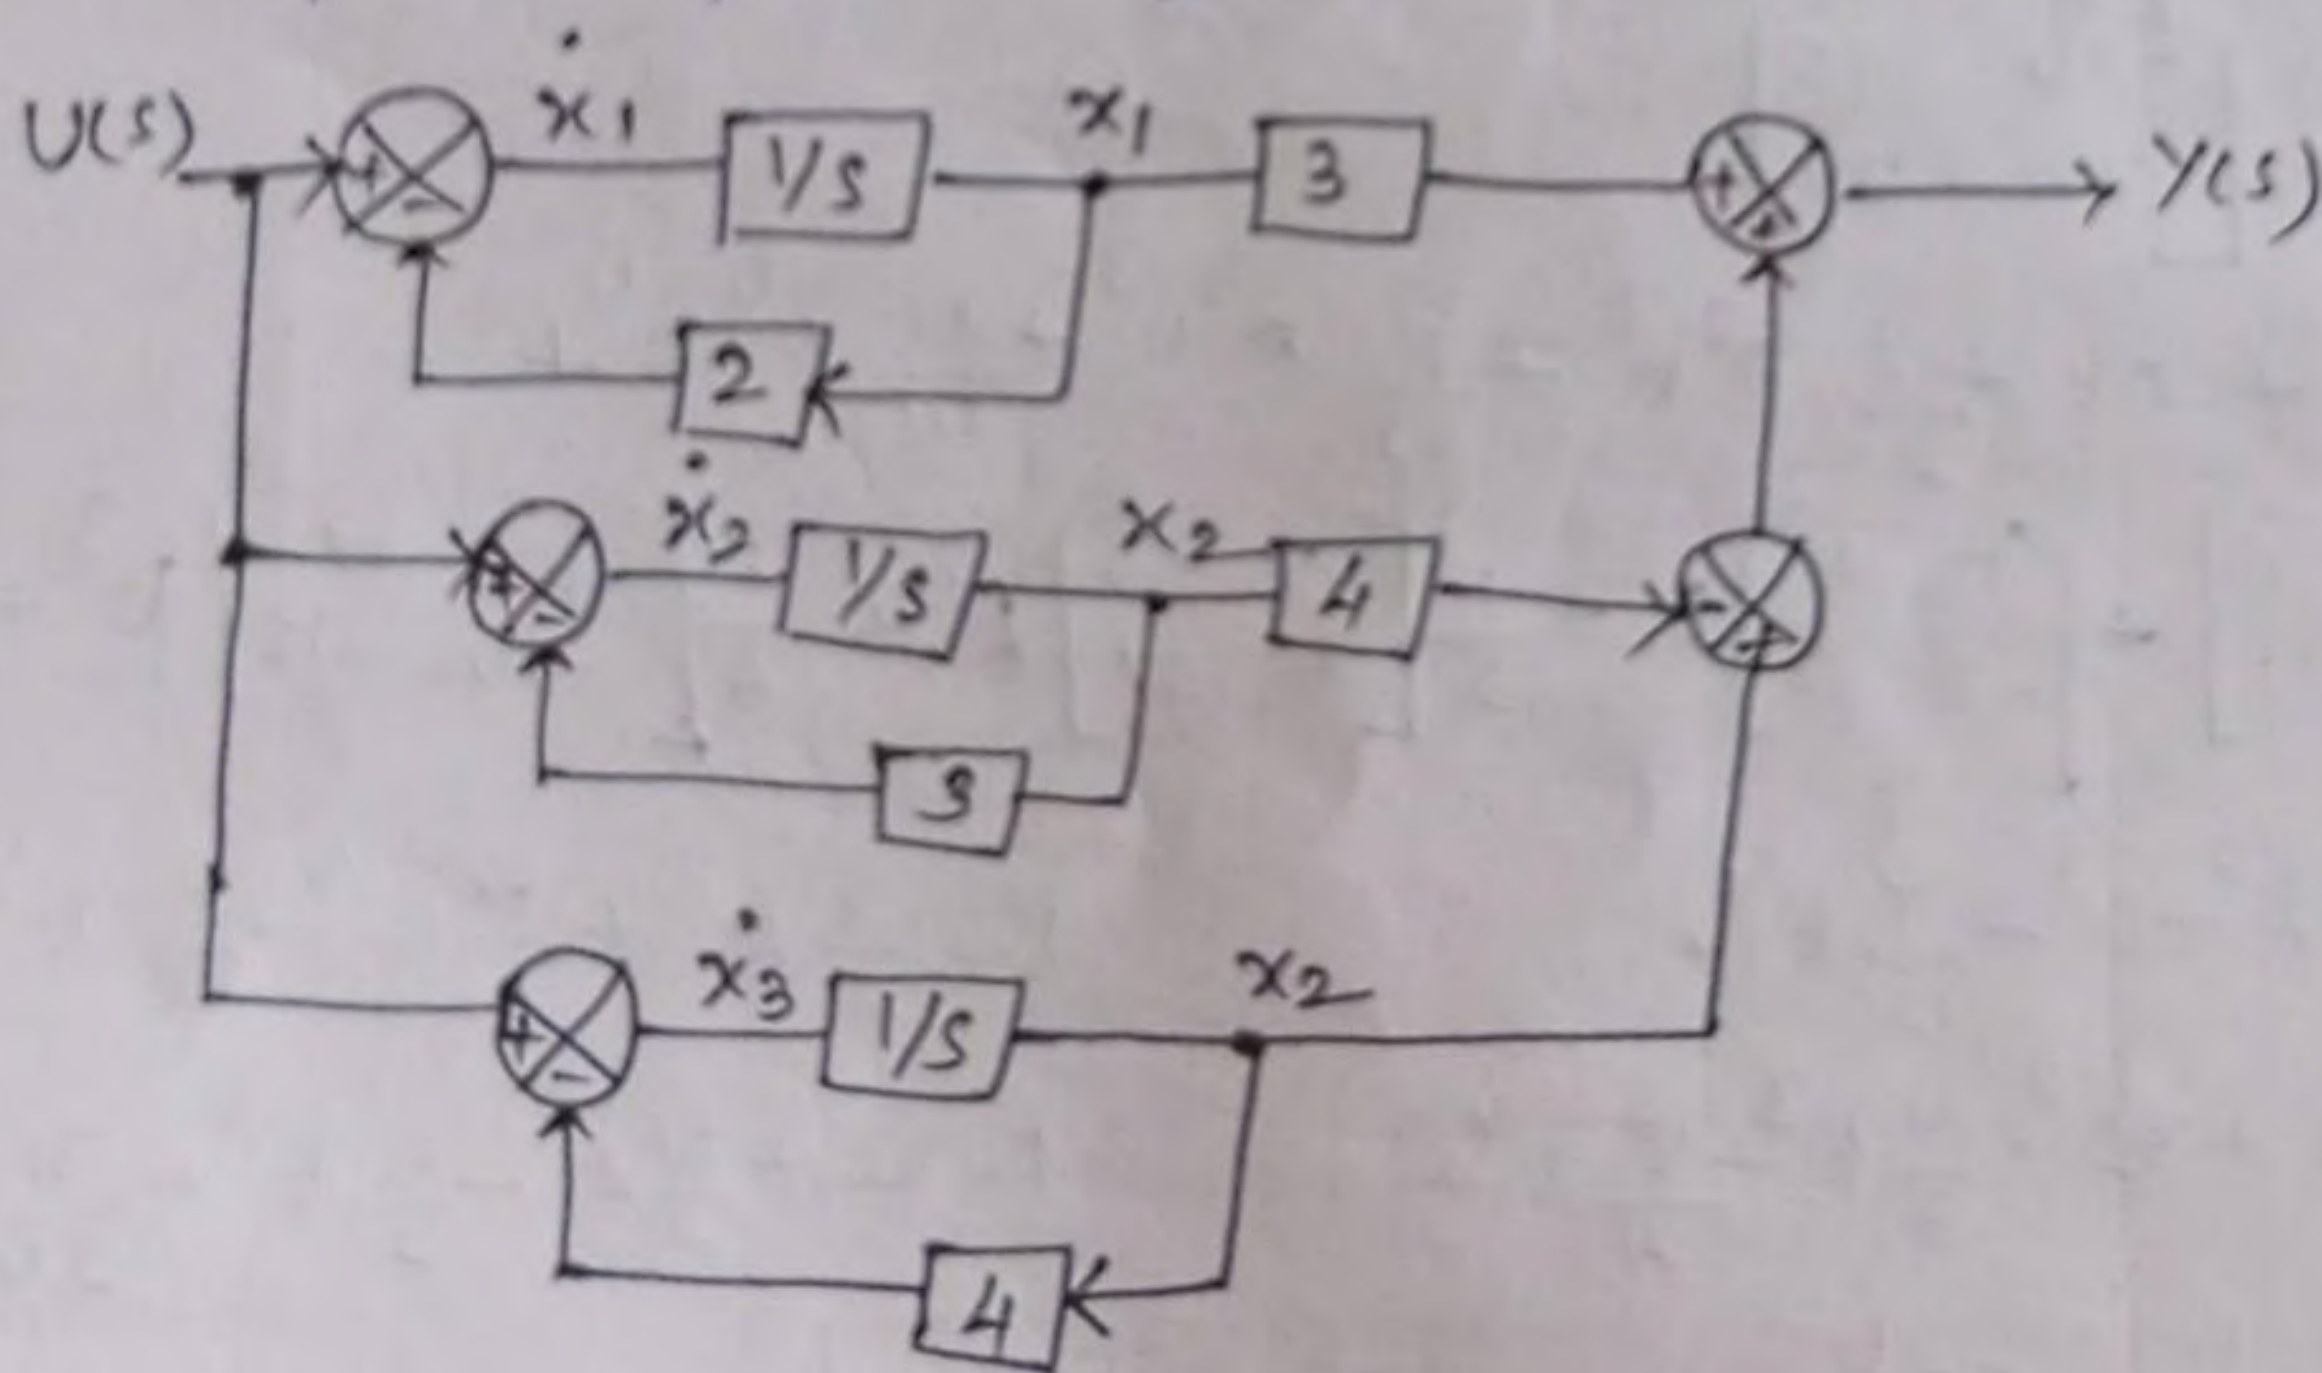 U(s) + - ẋ1 1/s x1 3 + + Y(s)
2
+ - ẋ2 1/s x2 4 - +
3
+ - ẋ3 1/s x2
4